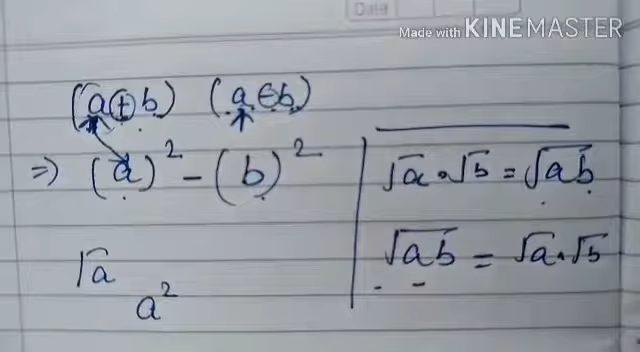 Date
Made with KINEMASTER
(a+b) (a-b)
⇒ (a)² - (b)²
√a
a²
√a · √b = √ab
√ab = √a · √b